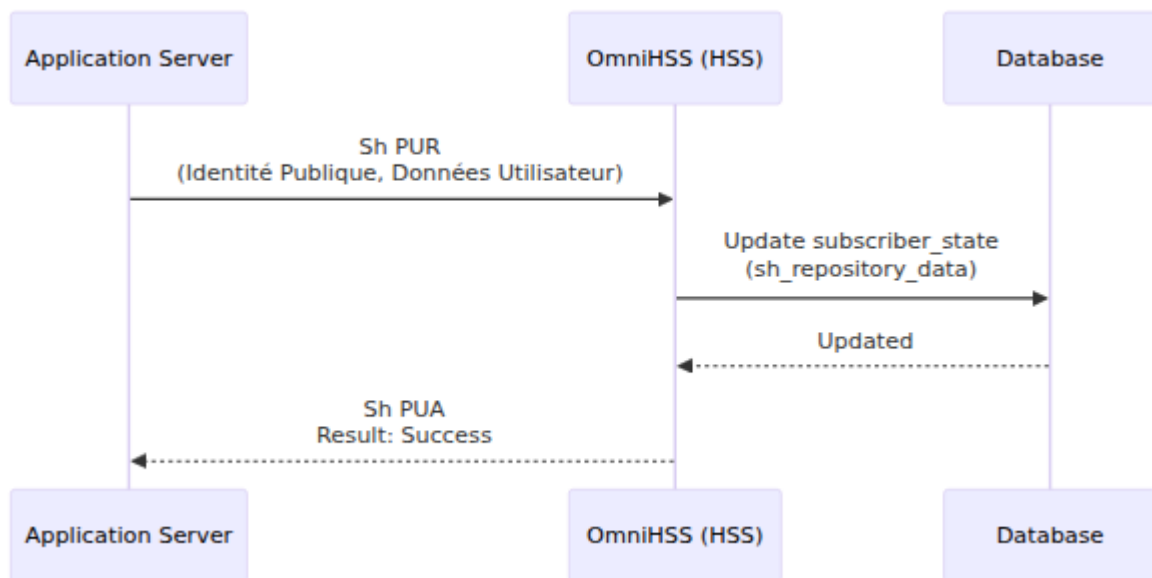 Application Server
OmniHSS (HSS)
Database
Sh PUR
(Identité Publique, Données Utilisateur)
Update subscriber_state
(sh_repository_data)
Updated
Sh PUA
Result: Success
Application Server
OmniHSS (HSS)
Database